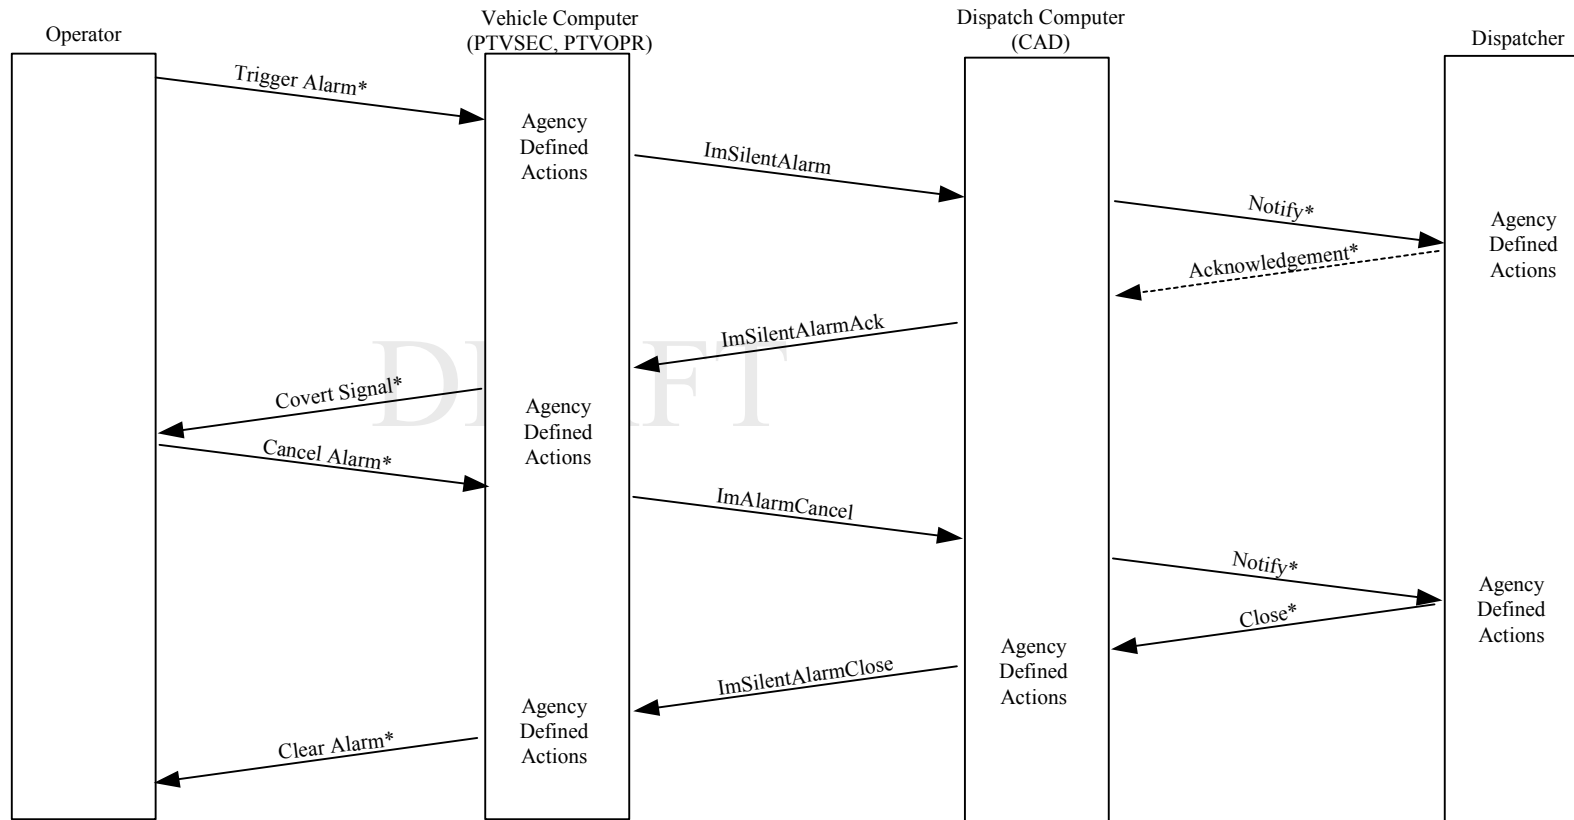 Operator
Vehicle Computer
(PTVSEC, PTVOPR)
Dispatch Computer
(CAD)
Dispatcher
Trigger Alarm*
Agency
Defined
Actions
ImSilentAlarm
Notify*
Agency
Defined
Actions
Acknowledgement*
ImSilentAlarmAck
DRAFT
Covert Signal*
Agency
Defined
Actions
Cancel Alarm*
ImAlarmCancel
Notify*
Agency
Defined
Actions
Close*
Agency
Defined
Actions
ImSilentAlarmClose
Agency
Defined
Actions
Clear Alarm*